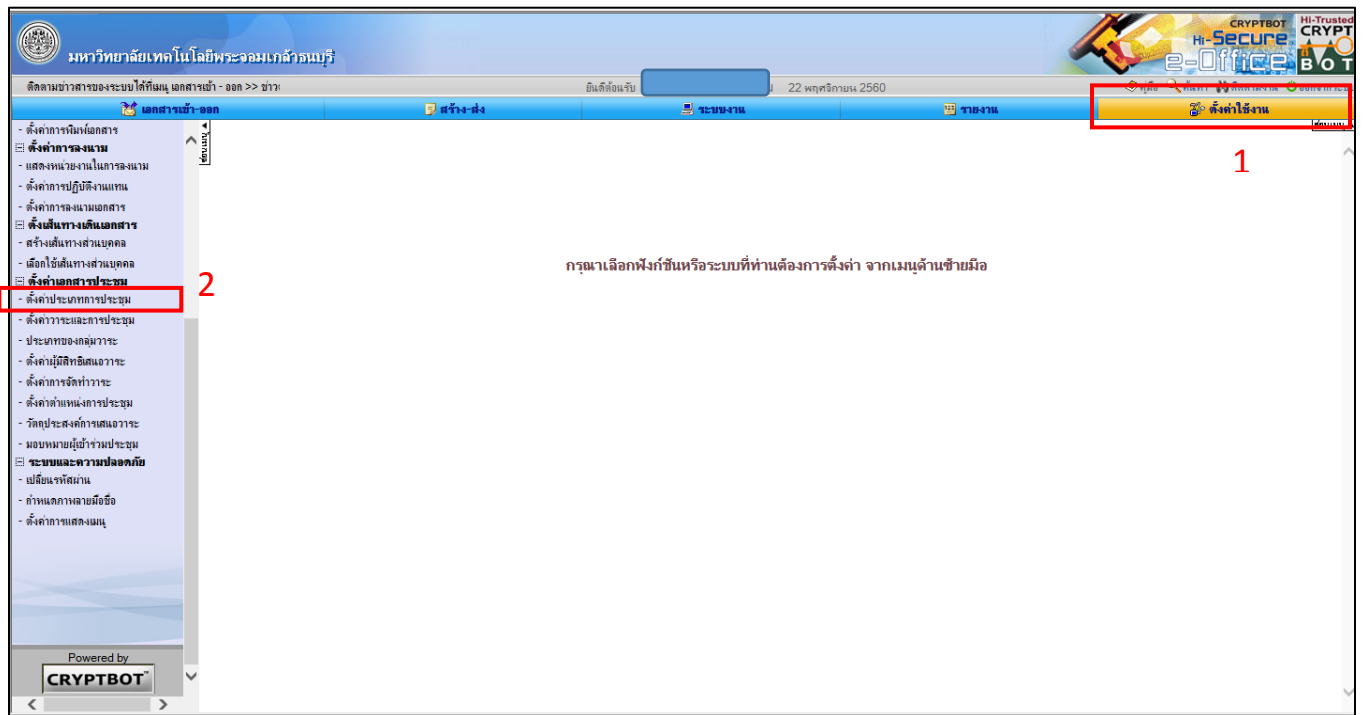 มหาวิทยาลัยเทคโนโลยีพระจอมเกล้าธนบุรี
CRYPTBOT
Hi-Secure
e-Office
Hi-Trusted
CRYPT
BOT
ติดตามข่าวสารของระบบได้ที่เมนู เอกสารเข้า - ออก >> ข่าว
ยินดีต้อนรับ
22 พฤศจิกายน 2560
เอกสารเข้า-ออก
สร้าง-ส่ง
ระบบงาน
รายงาน
ตั้งค่าใช้งาน
1
- ตั้งค่าการพิมพ์เอกสาร
ตั้งค่าการลงนาม
- แสดงหน่วยงานในการลงนาม
- ตั้งค่าการปฏิบัติงานแทน
- ตั้งค่าการลงนามเอกสาร
ตั้งเส้นทางเดินเอกสาร
- สร้างเส้นทางส่วนบุคคล
- เลือกใช้เส้นทางส่วนบุคคล
ตั้งค่าเอกสารประชุม
- ตั้งค่าประเภทการประชุม
2
- ตั้งค่าวาระและการประชุม
- ประเภทของกลุ่มวาระ
- ตั้งค่าผู้มีสิทธิเสนอวาระ
- ตั้งค่าการจัดทำวาระ
- ตั้งค่าตำแหน่งการประชุม
- วัตถุประสงค์การเสนอวาระ
- มอบหมายผู้เข้าร่วมประชุม
ระบบและความปลอดภัย
- เปลี่ยนรหัสผ่าน
- กำหนดภาพลายมือชื่อ
- ตั้งค่าการแสดงเมนู
กรุณาเลือกฟังก์ชันหรือระบบที่ท่านต้องการตั้งค่า จากเมนูด้านซ้ายมือ
Powered by
CRYPTBOT